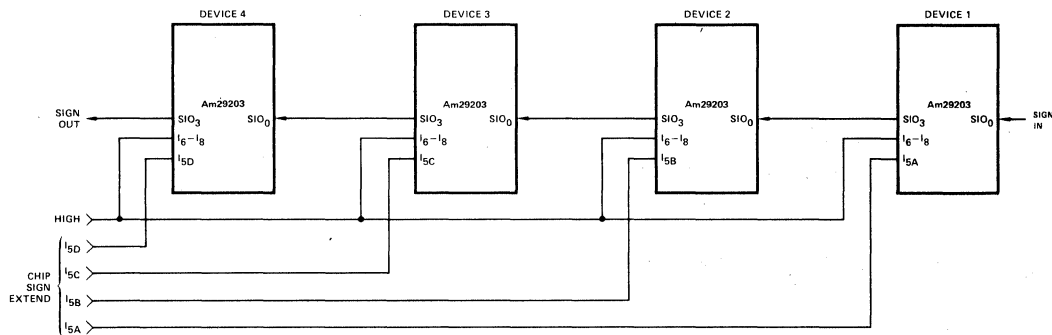 DEVICE 4 DEVICE 3 DEVICE 2 DEVICE 1
Am29203 Am29203 Am29203 Am29203
SIGN OUT
SIO3 SIO0 SIO3 SIO0 SIO3 SIO0 SIO3 SIO0
SIGN IN
I6–I8 I6–I8 I6–I8 I6–I8
I5D I5C I5B I5A
HIGH
CHIP SIGN EXTEND
I5D
I5C
I5B
I5A